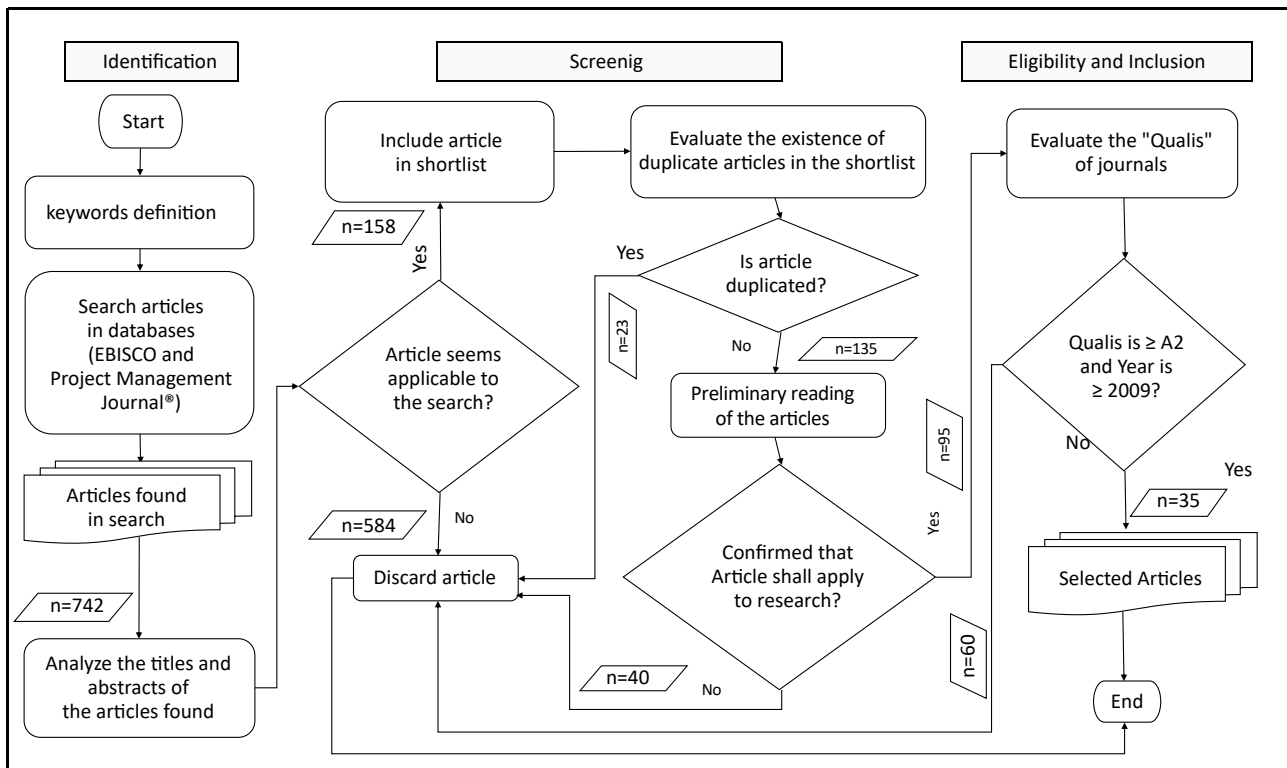 Identification
Start
keywords definition
Search articles
in databases
(EBISCO and
Project Management
Journal®)
Articles found
in search
n=742
Analyze the titles and
abstracts of
the articles found
Screenig
Include article
in shortlist
n=158
Yes
Article seems
applicable to
the search?
n=584
No
Discard article
Evaluate the existence of
duplicate articles in the shortlist
Is article
duplicated?
Yes
n=23
No
n=135
Preliminary reading
of the articles
Confirmed that
Article shall apply
to research?
n=40
No
Yes
n=95
Eligibility and Inclusion
Evaluate the "Qualis"
of journals
Qualis is ≥ A2
and Year is
≥ 2009?
No
n=60
Yes
n=35
Selected Articles
End